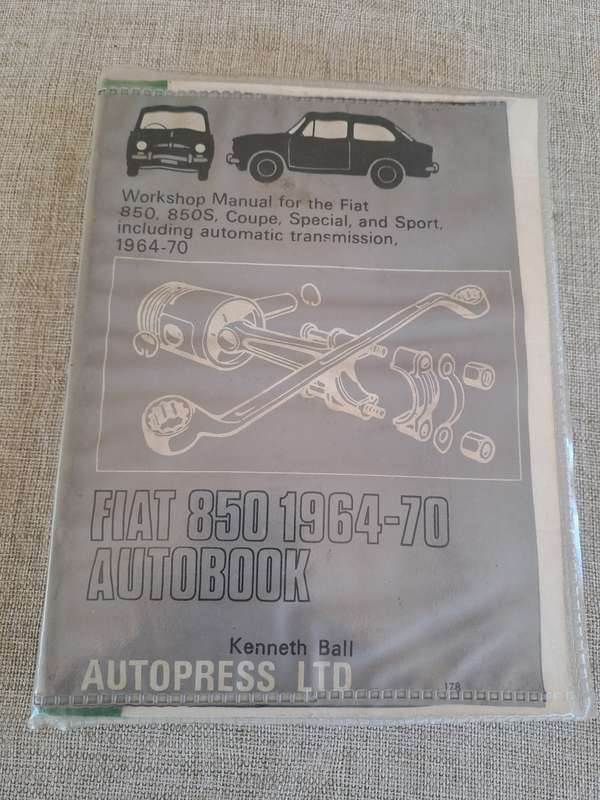 Workshop Manual for the Fiat
850, 850S, Coupe, Special, and Sport,
including automatic transmission,
1964-70
FIAT 850 1964-70
AUTOBOOK
Kenneth Ball
AUTOPRESS LTD
178